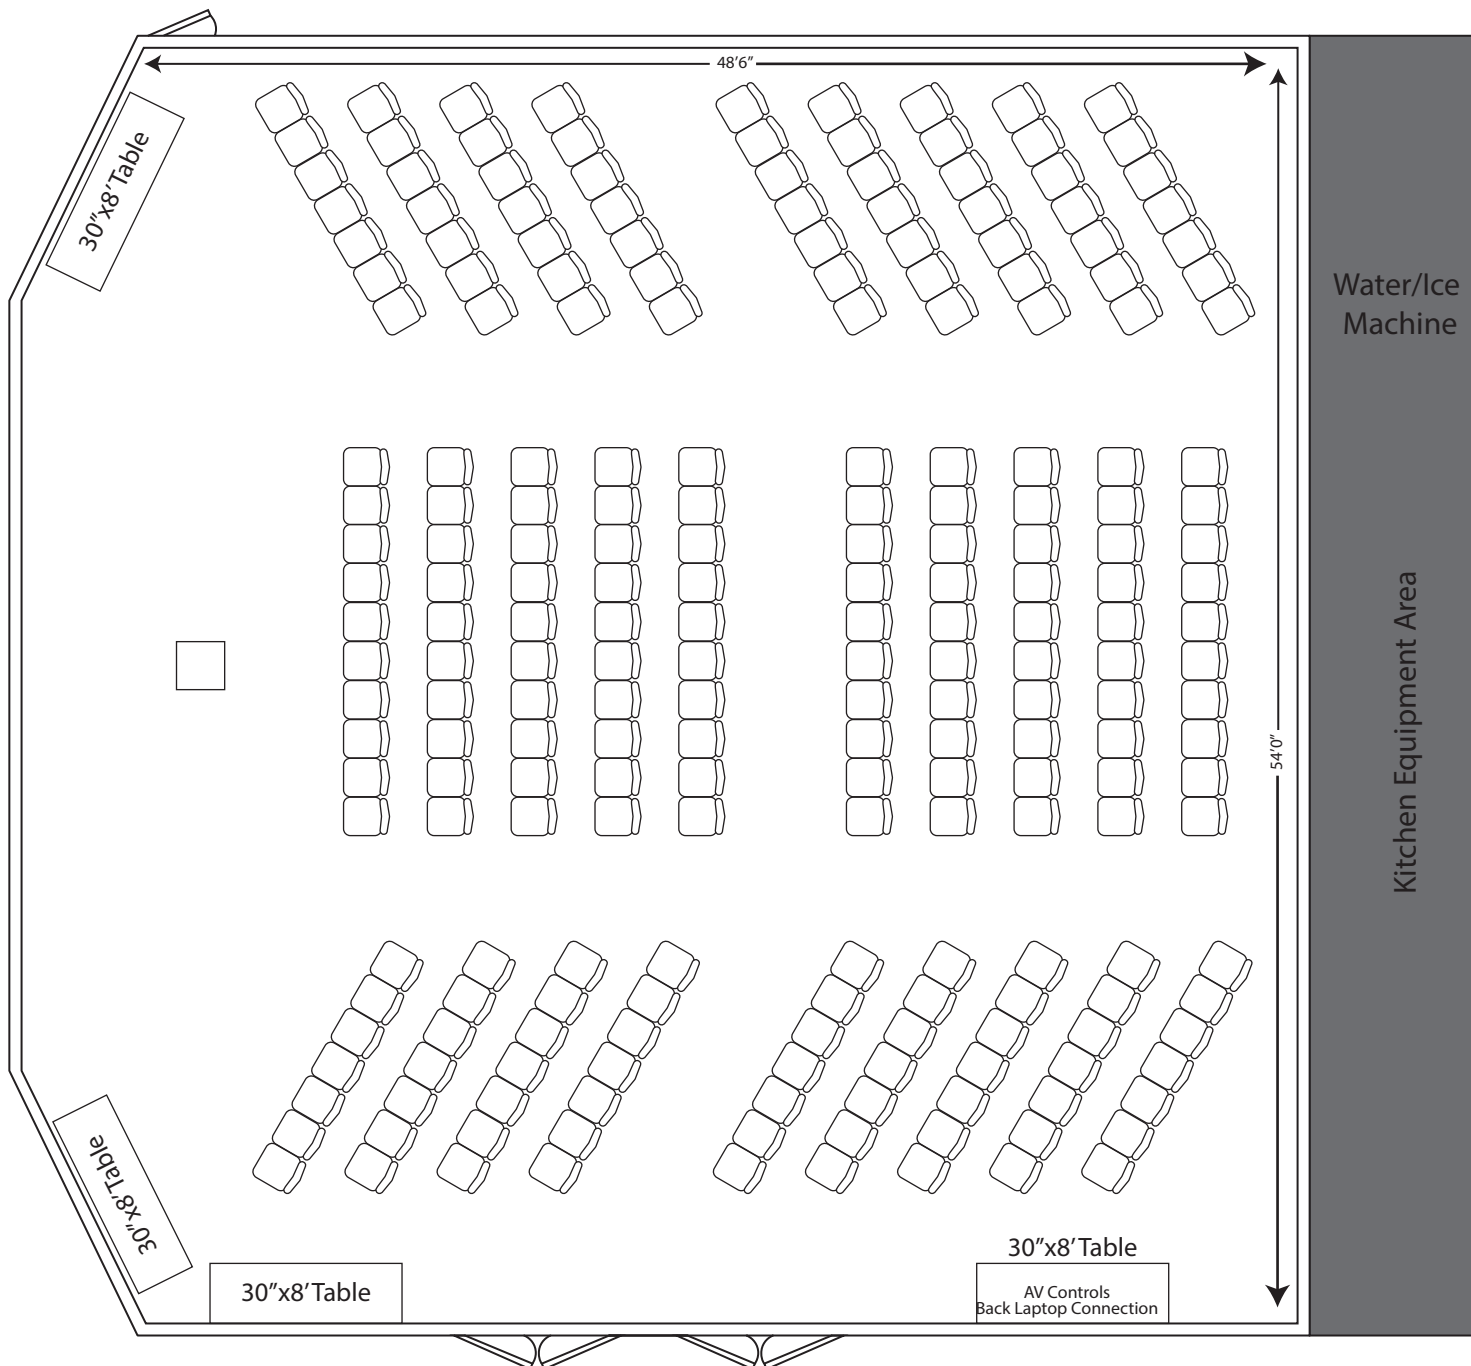 48'6"
30"x8' Table
Water/Ice
Machine
Kitchen Equipment Area
54'0"
30"x8' Table
30"x8' Table
30"x8' Table
AV Controls
Back Laptop Connection